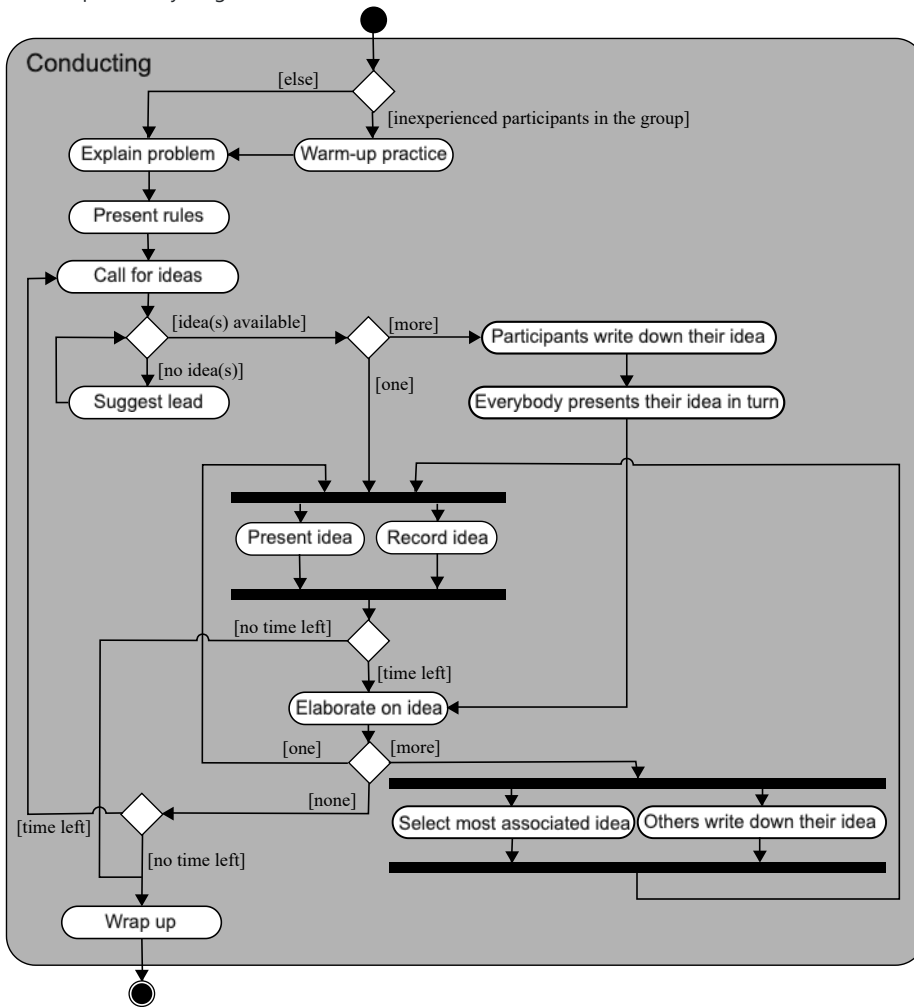 Conducting
[else]
[inexperienced participants in the group]
Explain problem
Warm-up practice
Present rules
Call for ideas
[idea(s) available]
[more]
Participants write down their idea
[no idea(s)]
[one]
Suggest lead
Everybody presents their idea in turn
Present idea
Record idea
[no time left]
[time left]
Elaborate on idea
[one]
[more]
[none]
[time left]
Select most associated idea
Others write down their idea
[no time left]
Wrap up